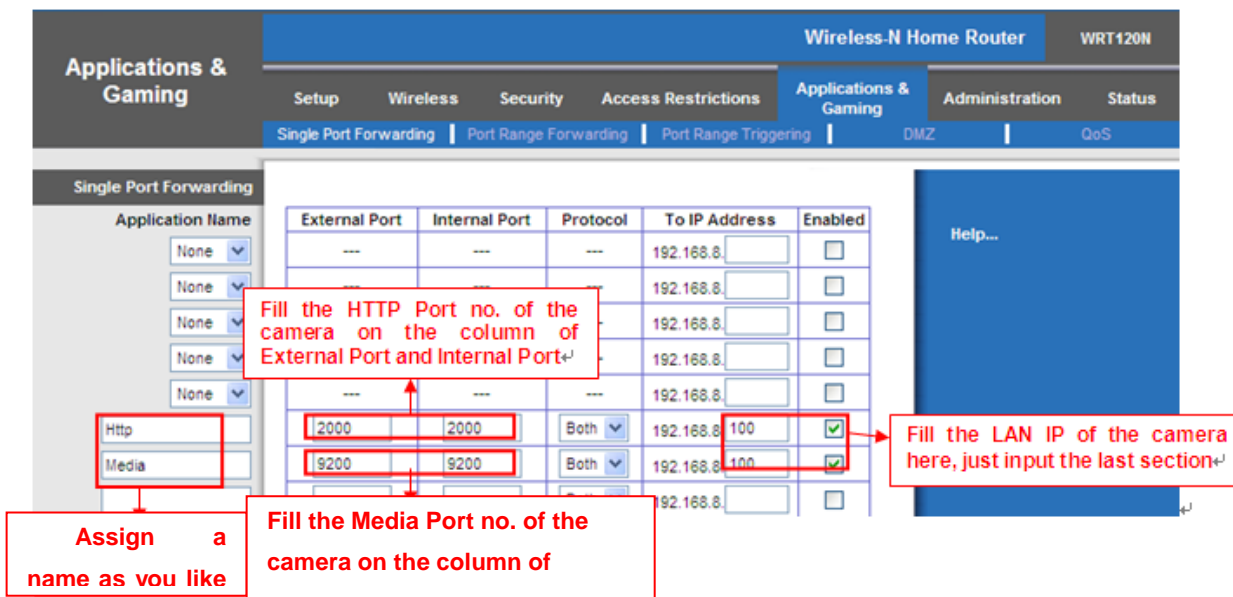 Wireless-N Home Router WRT120N
Applications &
Gaming
Setup Wireless Security Access Restrictions Applications & Gaming Administration Status
Single Port Forwarding Port Range Forwarding Port Range Triggering DMZ QoS
Single Port Forwarding
Application Name External Port Internal Port Protocol To IP Address Enabled
Help...
None --- --- --- 192.168.8.
None --- --- --- 192.168.8.
None 192.168.8.
None 192.168.8.
None --- --- --- 192.168.8.
Fill the HTTP Port no. of the
camera on the column of
External Port and Internal Port↵
Http 2000 2000 Both 192.168.8. 100
Media 9200 9200 Both 192.168.8. 100
192.168.8.
Fill the LAN IP of the camera
here, just input the last section↵
↵
Assign a
name as you like
Fill the Media Port no. of the
camera on the column of